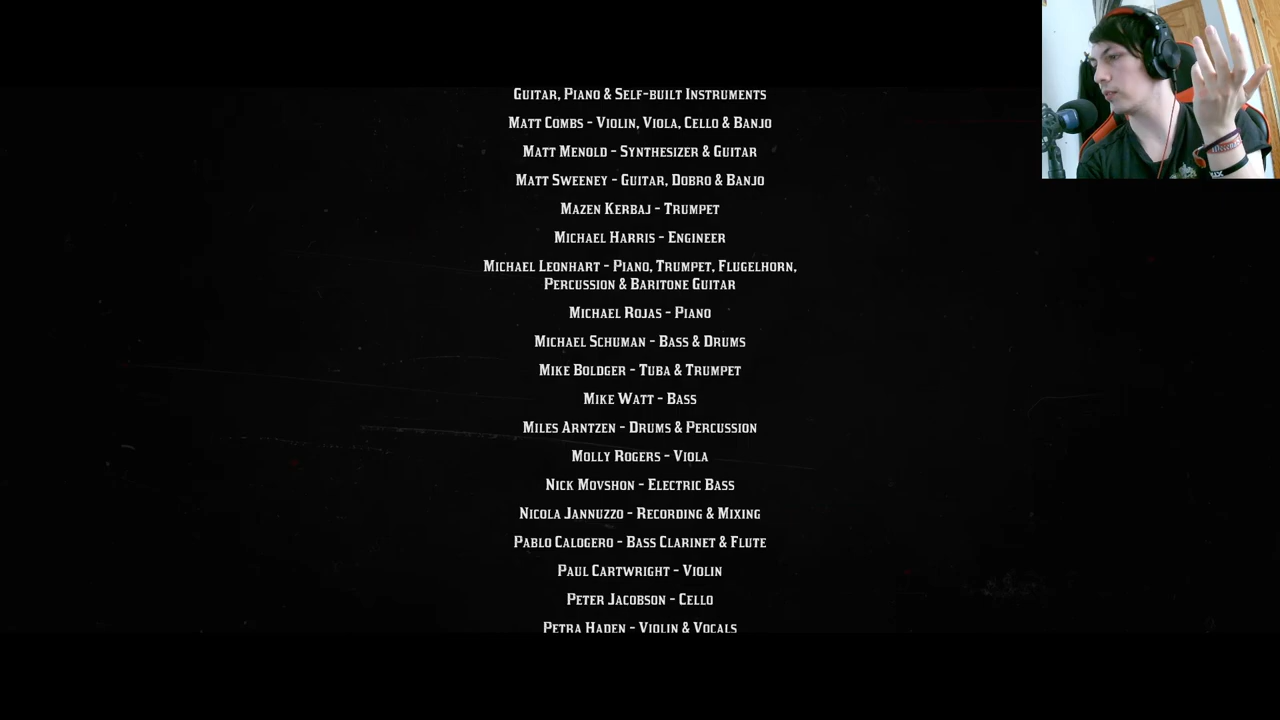 Guitar, Piano & Self-built Instruments
Matt Combs - Violin, Viola, Cello & Banjo
Matt Menold - Synthesizer & Guitar
Matt Sweeney - Guitar, Dobro & Banjo
Mazen Kerbaj - Trumpet
Michael Harris - Engineer
Michael Leonhart - Piano, Trumpet, Flugelhorn,
Percussion & Baritone Guitar
Michael Rojas - Piano
Michael Schuman - Bass & Drums
Mike Boldger - Tuba & Trumpet
Mike Watt - Bass
Miles Arntzen - Drums & Percussion
Molly Rogers - Viola
Nick Movshon - Electric Bass
Nicola Jannuzzo - Recording & Mixing
Pablo Calogero - Bass Clarinet & Flute
Paul Cartwright - Violin
Peter Jacobson - Cello
Petra Haden - Violin & Vocals